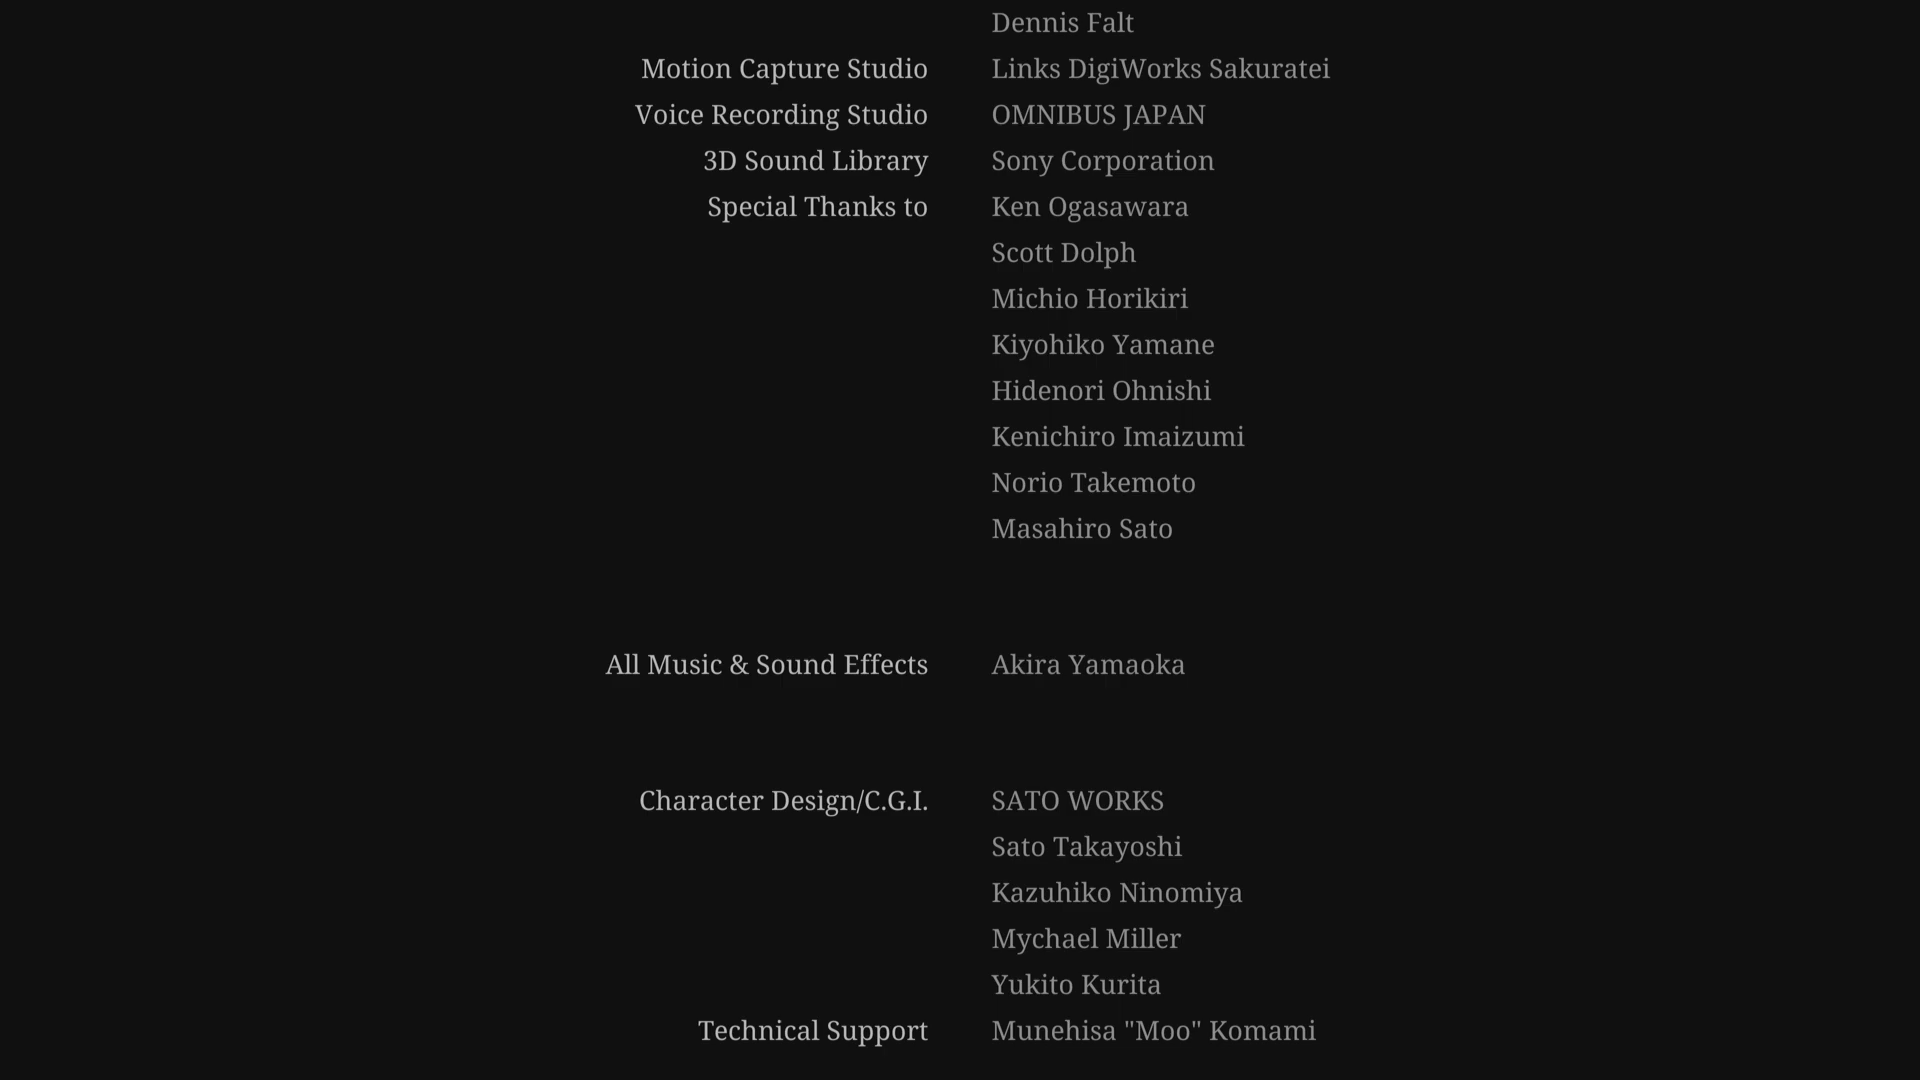 Dennis Falt
Motion Capture Studio Links DigiWorks Sakuratei
Voice Recording Studio OMNIBUS JAPAN
3D Sound Library Sony Corporation
Special Thanks to Ken Ogasawara
Scott Dolph
Michio Horikiri
Kiyohiko Yamane
Hidenori Ohnishi
Kenichiro Imaizumi
Norio Takemoto
Masahiro Sato
All Music & Sound Effects Akira Yamaoka
Character Design/C.G.I. SATO WORKS
Sato Takayoshi
Kazuhiko Ninomiya
Mychael Miller
Yukito Kurita
Technical Support Munehisa "Moo" Komami